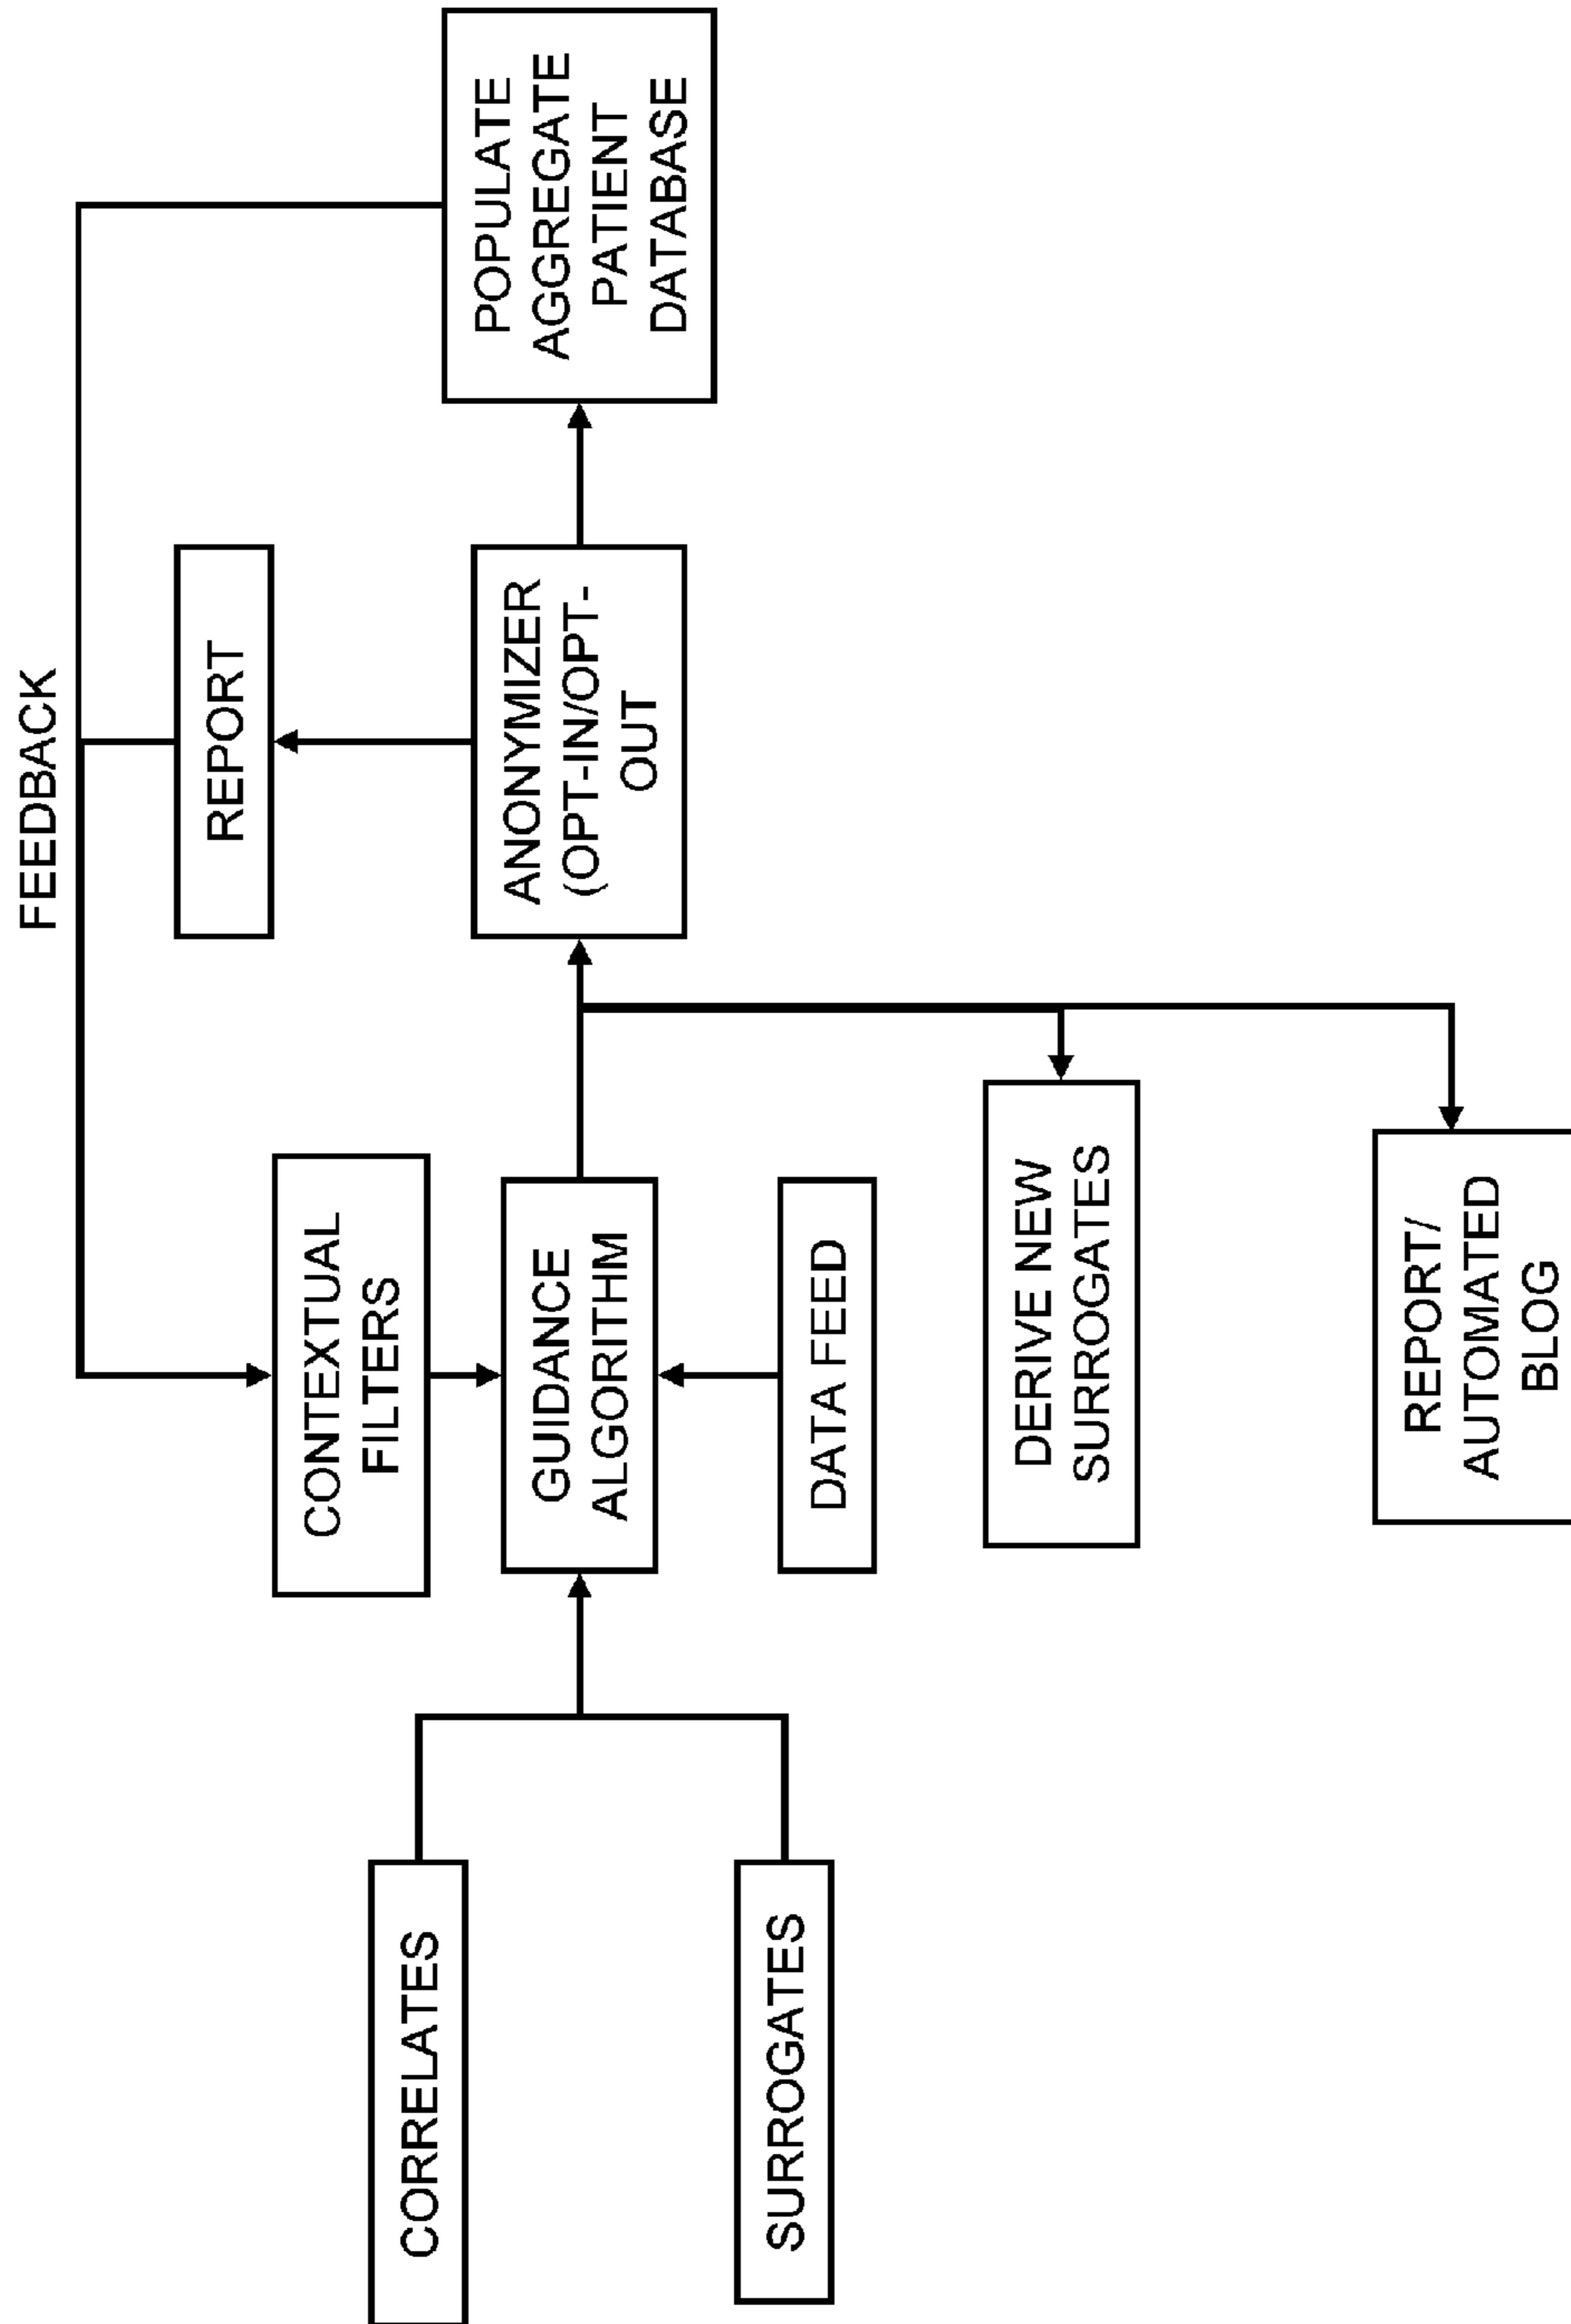 FEEDBACK
CORRELATES
SURROGATES
CONTEXTUAL
FILTERS
GUIDANCE
ALGORITHM
DATA FEED
DERIVE NEW
SURROGATES
REPORT/
AUTOMATED
BLOG
REPORT
ANONYMIZER
(OPT-IN/OPT-
OUT
POPULATE
AGGREGATE
PATIENT
DATABASE